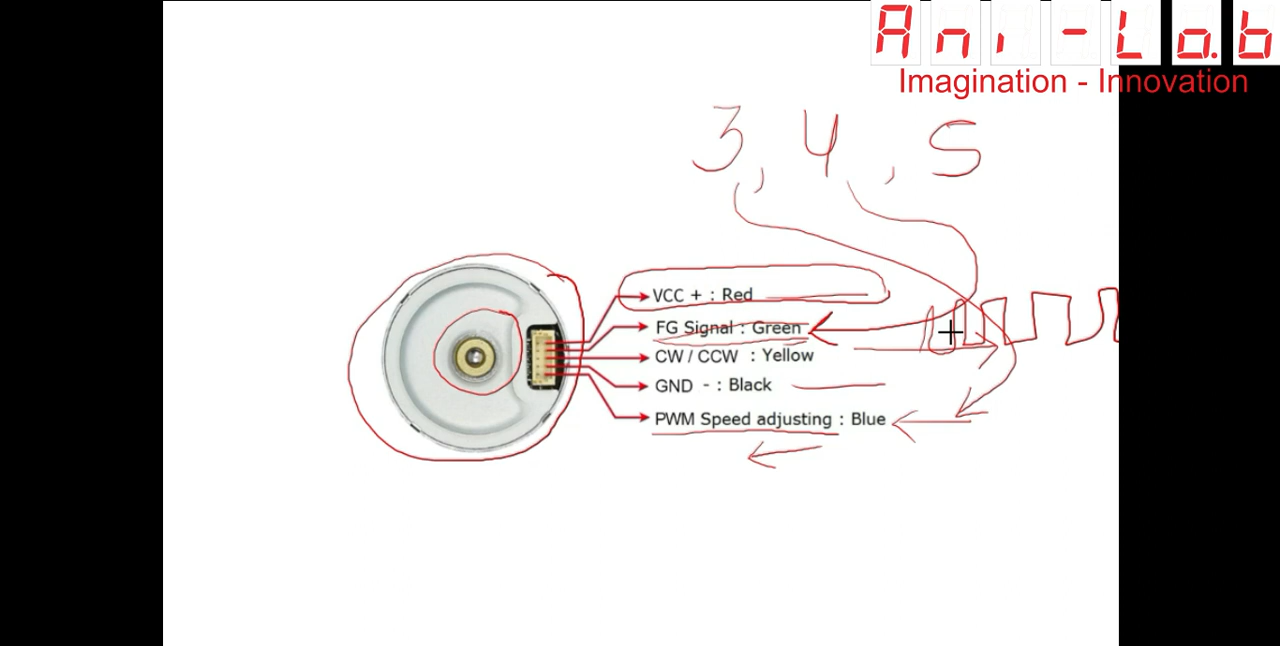 Ani-Lab
Imagination - Innovation
3, 4, 5
VCC + : Red
FG Signal : Green
CW / CCW : Yellow
GND - : Black
PWM Speed adjusting : Blue